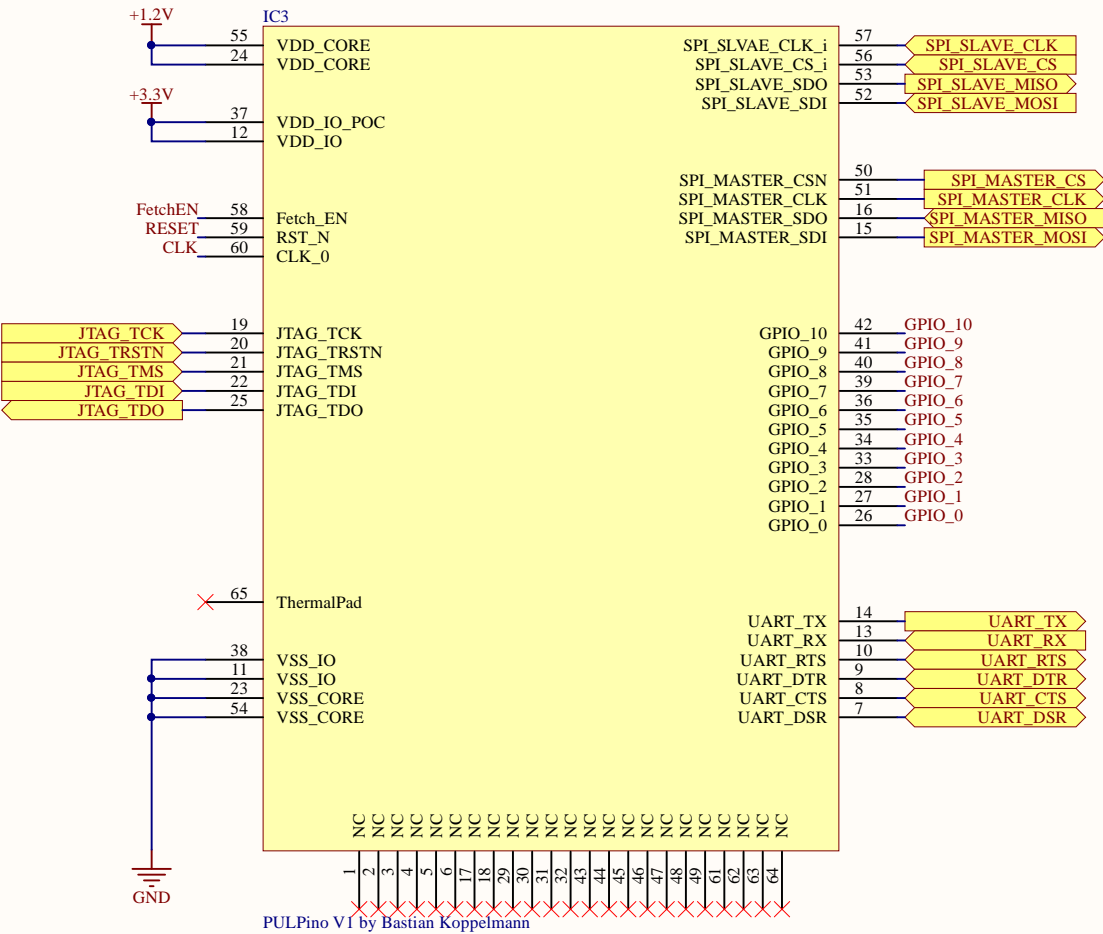 +1.2V
IC3
55 VDD_CORE
24 VDD_CORE
+3.3V
37 VDD_IO_POC
12 VDD_IO
FetchEN 58 Fetch_EN
RESET 59 RST_N
CLK 60 CLK_0
JTAG_TCK 19 JTAG_TCK
JTAG_TRSTN 20 JTAG_TRSTN
JTAG_TMS 21 JTAG_TMS
JTAG_TDI 22 JTAG_TDI
JTAG_TDO 25 JTAG_TDO
65 ThermalPad
38 VSS_IO
11 VSS_IO
23 VSS_CORE
54 VSS_CORE
GND
SPI_SLVAE_CLK_i 57 SPI_SLAVE_CLK
SPI_SLAVE_CS_i 56 SPI_SLAVE_CS
SPI_SLAVE_SDO 53 SPI_SLAVE_MISO
SPI_SLAVE_SDI 52 SPI_SLAVE_MOSI
SPI_MASTER_CSN 50 SPI_MASTER_CS
SPI_MASTER_CLK 51 SPI_MASTER_CLK
SPI_MASTER_SDO 16 SPI_MASTER_MISO
SPI_MASTER_SDI 15 SPI_MASTER_MOSI
GPIO_10 42 GPIO_10
GPIO_9 41 GPIO_9
GPIO_8 40 GPIO_8
GPIO_7 39 GPIO_7
GPIO_6 36 GPIO_6
GPIO_5 35 GPIO_5
GPIO_4 34 GPIO_4
GPIO_3 33 GPIO_3
GPIO_2 28 GPIO_2
GPIO_1 27 GPIO_1
GPIO_0 26 GPIO_0
UART_TX 14 UART_TX
UART_RX 13 UART_RX
UART_RTS 10 UART_RTS
UART_DTR 9 UART_DTR
UART_CTS 8 UART_CTS
UART_DSR 7 UART_DSR
NC NC NC NC NC NC NC NC NC NC NC NC NC NC NC NC NC NC NC NC NC NC NC
1 2 3 4 5 6 17 18 29 30 31 32 43 44 45 46 47 48 49 61 62 63 64
PULPino V1 by Bastian Koppelmann